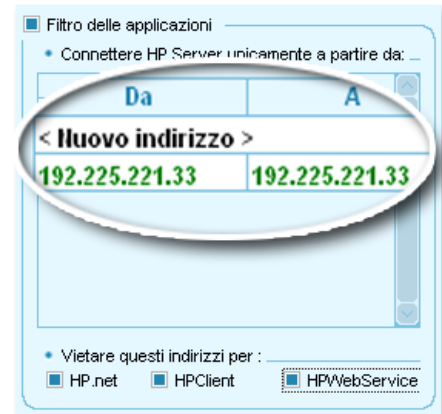 Filtro delle applicazioni
Connettere HP Server unicamente a partire da:
Da A
< Nuovo indirizzo >
192.225.221.33 192.225.221.33
Vietare questi indirizzi per :
HP.net HPClient HPWebService